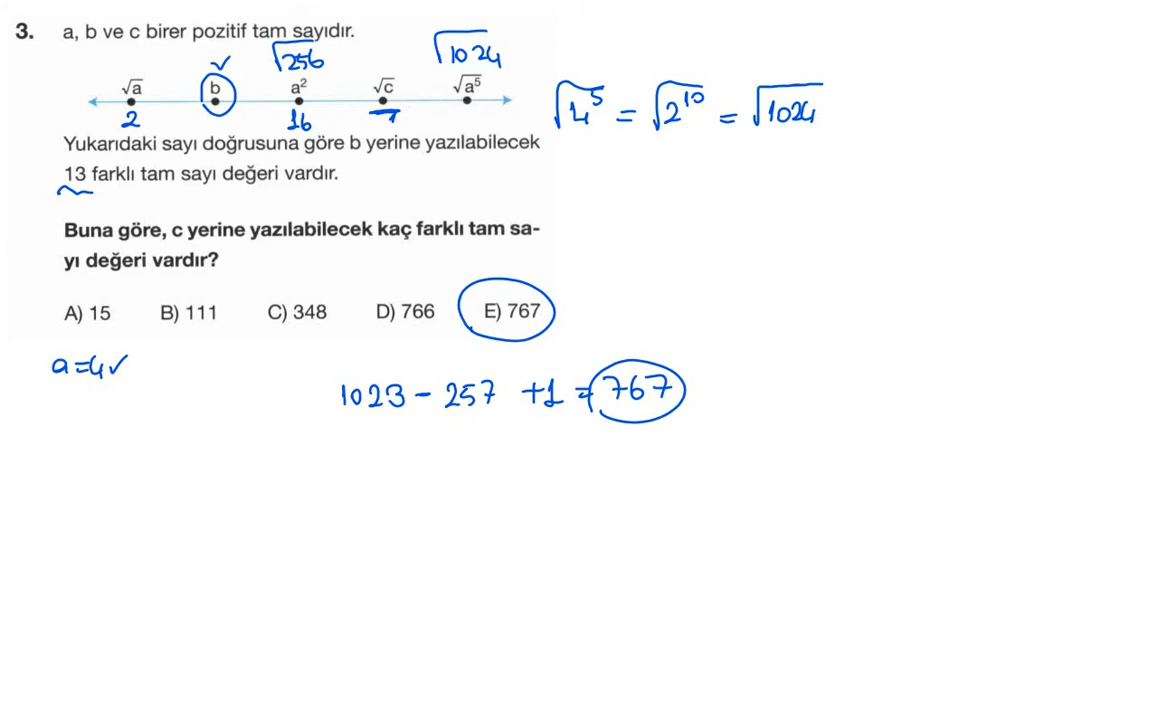 3. a, b ve c birer pozitif tam sayıdır.
√256 √1024
√a b a² √c √a⁵
2 16
√4⁵ = √2¹⁰ = √1024
Yukarıdaki sayı doğrusuna göre b yerine yazılabilecek
13 farklı tam sayı değeri vardır.
Buna göre, c yerine yazılabilecek kaç farklı tam sa-
yı değeri vardır?
A) 15 B) 111 C) 348 D) 766 E) 767
a=4✓
1023 - 257 +1 = 767